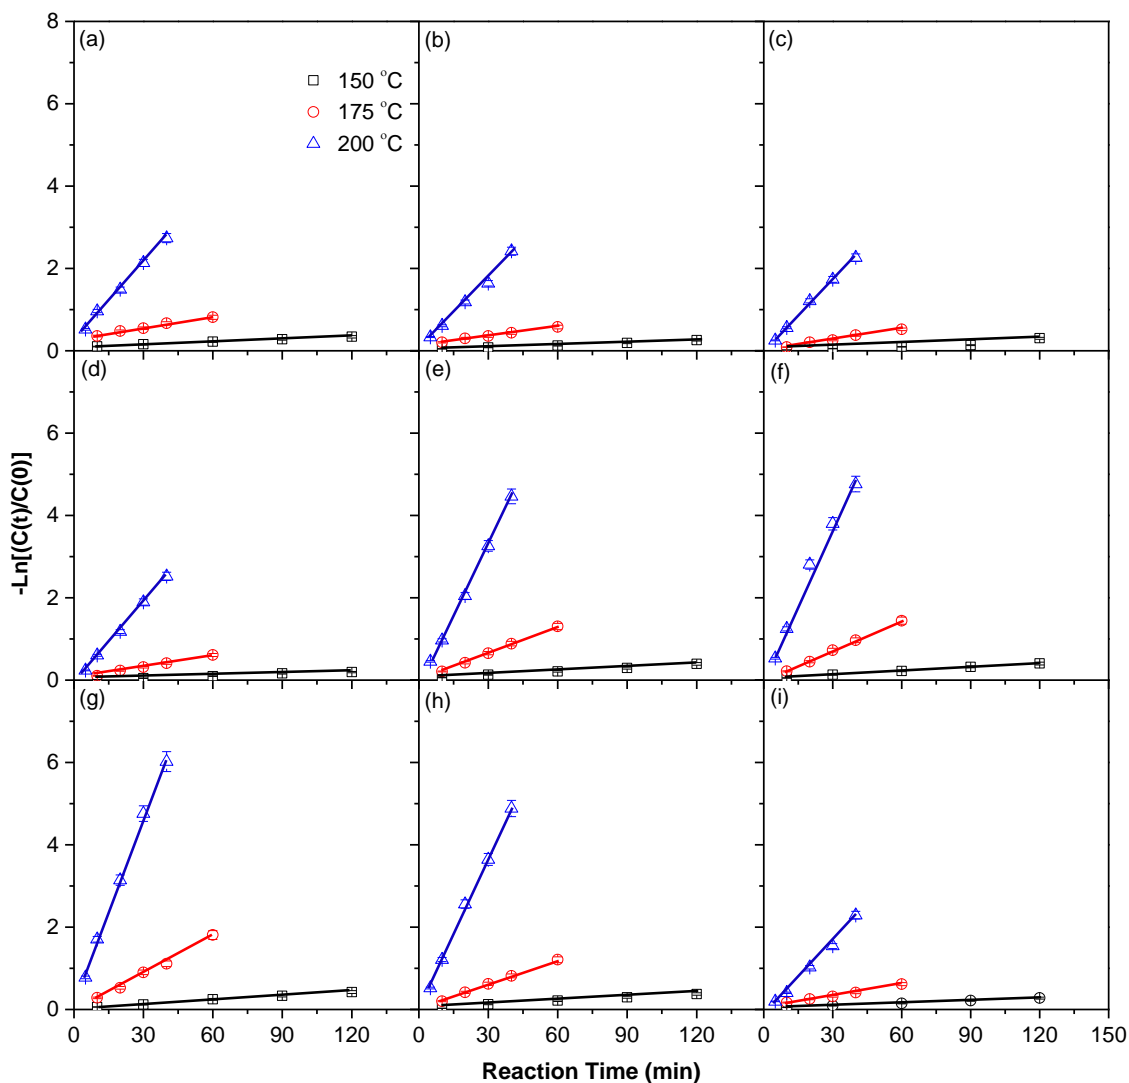 8
(a)
(b)
(c)
150 °C
175 °C
200 °C
6
4
2
0
(d)
(e)
(f)
6
4
2
0
(g)
(h)
(i)
6
4
2
0
0 30 60 90 120 0 30 60 90 120 0 30 60 90 120 150
-Ln[(C(t)/C(0)]
Reaction Time (min)